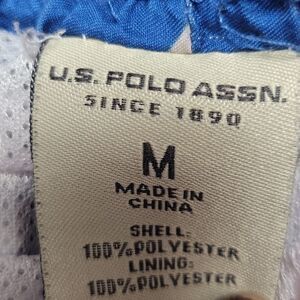 U.S. POLO ASSN.
SINCE 1890
M
MADE IN
CHINA
SHELL:
100%POLYESTER
LINING:
100%POLYESTER